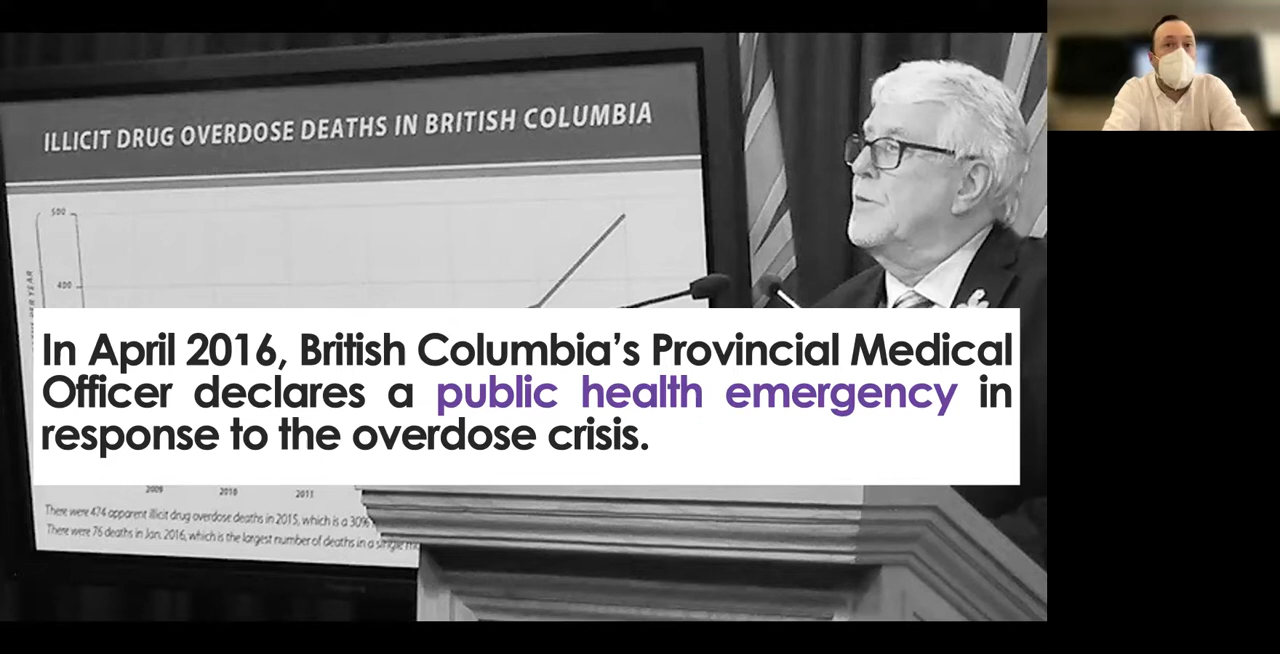 ILLICIT DRUG OVERDOSE DEATHS IN BRITISH COLUMBIA
500
400
PER YEAR
In April 2016, British Columbia's Provincial Medical
Officer declares a public health emergency in
response to the overdose crisis.
2009
2010
2011
There were 474 apparent illicit drug overdose deaths in 2015, which is a 30%
There were 76 deaths in Jan. 2016, which is the largest number of deaths in a single